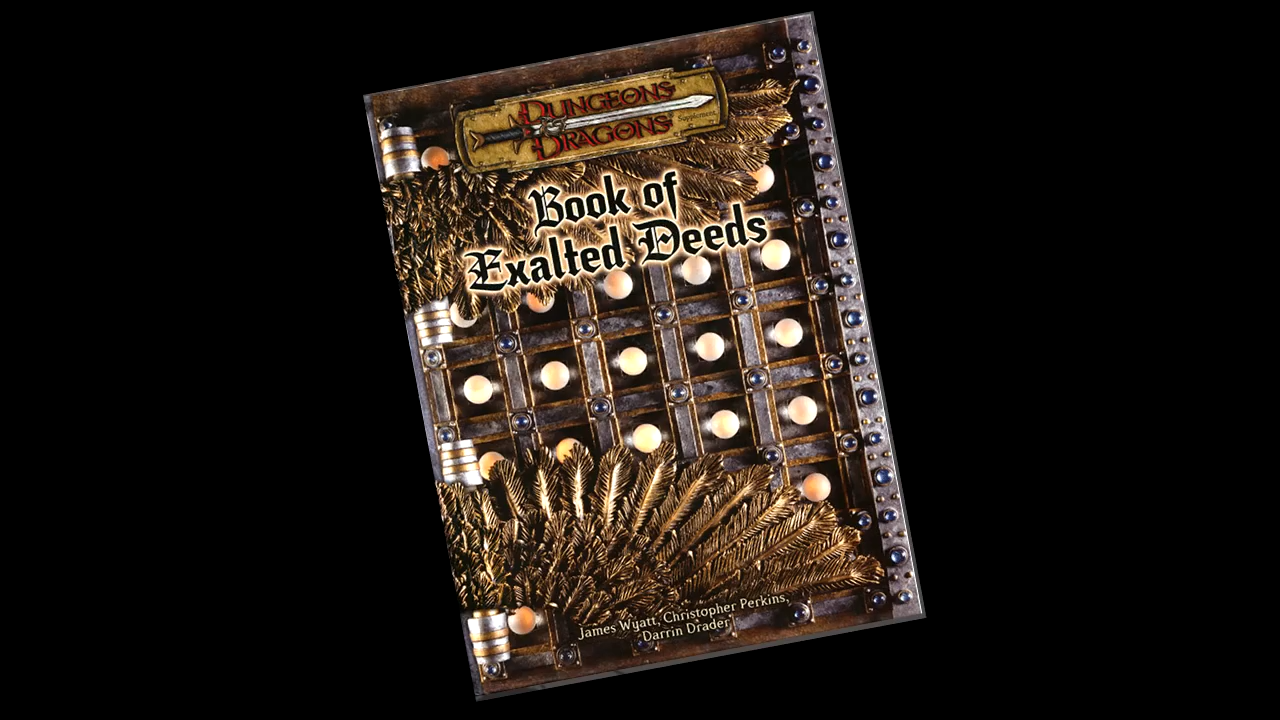 DUNGEONS
& DRAGONS
Supplement
Book of
Exalted Deeds
James Wyatt, Christopher Perkins,
Darrin Drader